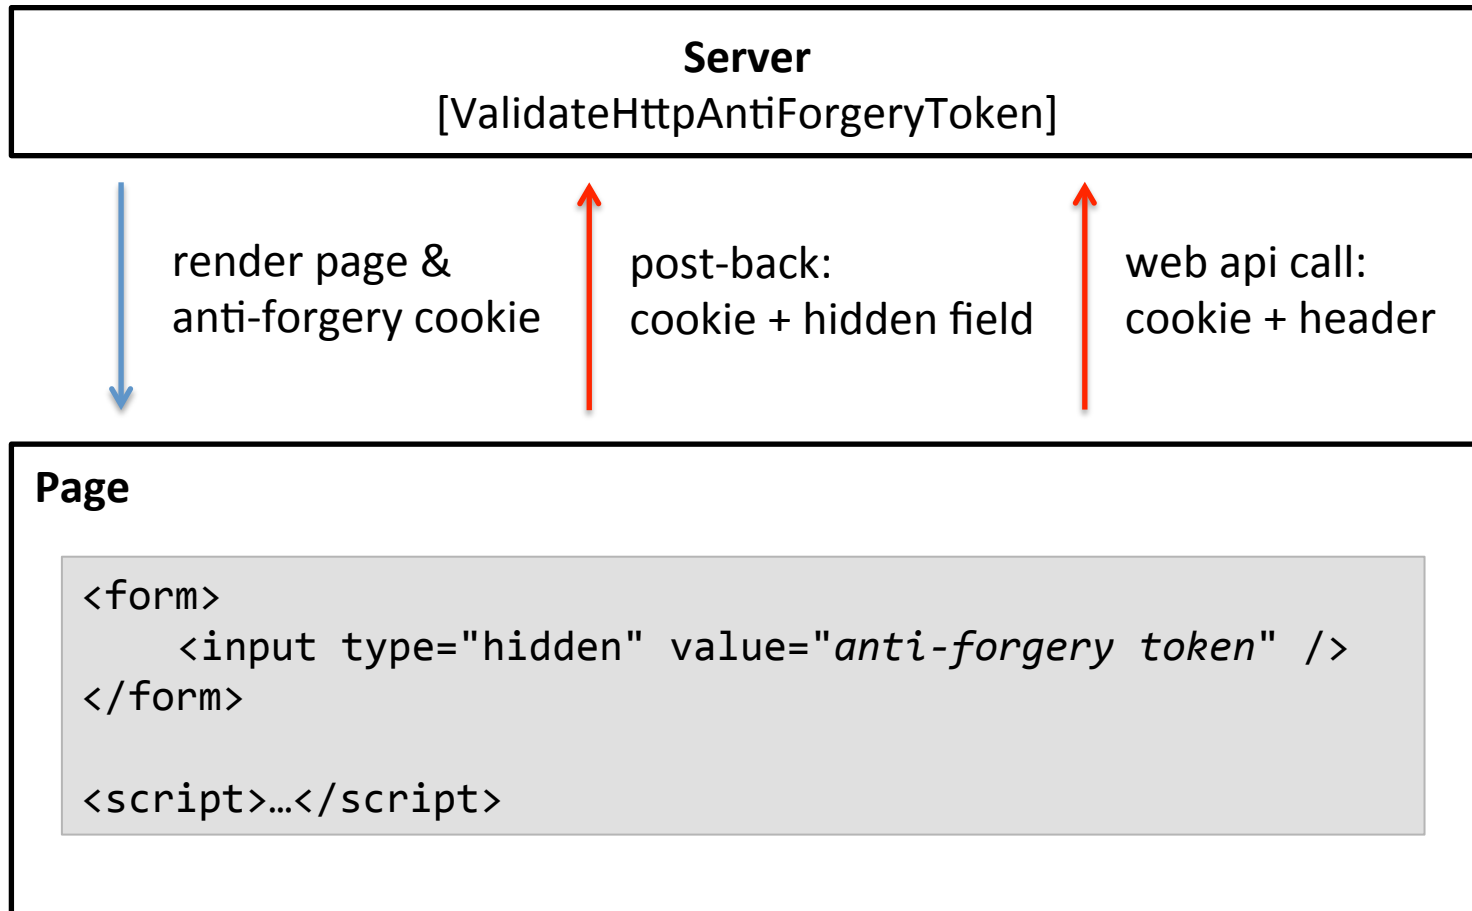 Server
[ValidateHttpAntiForgeryToken]
render page &
anti-forgery cookie
post-back:
cookie + hidden field
web api call:
cookie + header
Page
<form>
    <input type="hidden" value="anti-forgery token" />
</form>
<script>…</script>